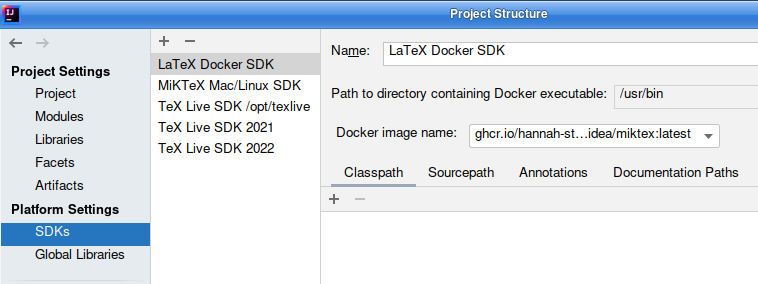 Project Structure
Project Settings
Project
Modules
Libraries
Facets
Artifacts
Platform Settings
SDKs
Global Libraries
LaTeX Docker SDK
MiKTeX Mac/Linux SDK
TeX Live SDK /opt/texlive
TeX Live SDK 2021
TeX Live SDK 2022
Name: LaTeX Docker SDK
Path to directory containing Docker executable: /usr/bin
Docker image name: ghcr.io/hannah-st...idea/miktex:latest
Classpath Sourcepath Annotations Documentation Paths